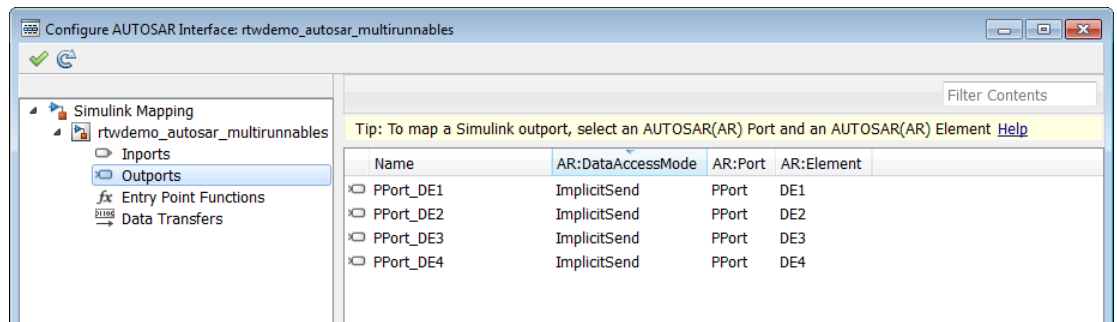 Configure AUTOSAR Interface: rtwdemo_autosar_multirunnables
Filter Contents
Simulink Mapping
rtwdemo_autosar_multirunnables
Inports
Outports
fx Entry Point Functions
Data Transfers
Tip: To map a Simulink outport, select an AUTOSAR(AR) Port and an AUTOSAR(AR) Element Help
Name AR:DataAccessMode AR:Port AR:Element
PPort_DE1 ImplicitSend PPort DE1
PPort_DE2 ImplicitSend PPort DE2
PPort_DE3 ImplicitSend PPort DE3
PPort_DE4 ImplicitSend PPort DE4